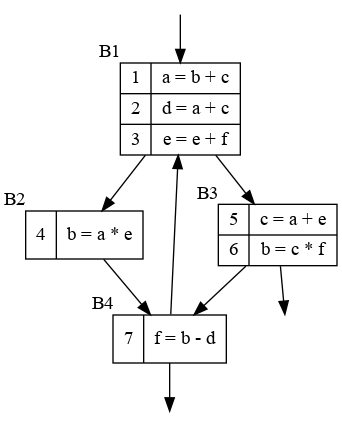 B1
1 a = b + c
2 d = a + c
3 e = e + f
B2
4 b = a * e
B3
5 c = a + e
6 b = c * f
B4
7 f = b - d